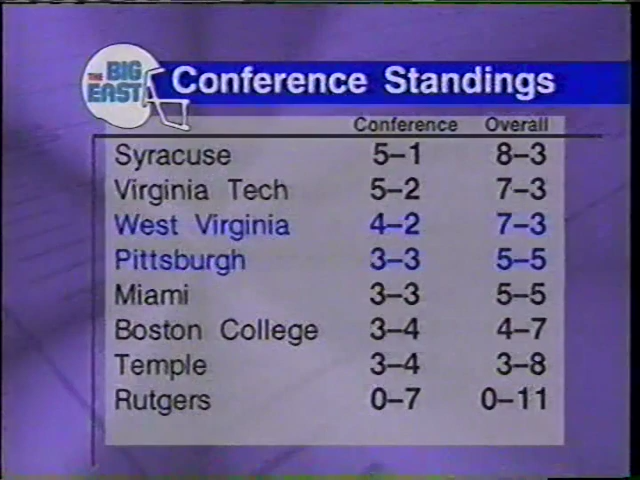 THE BIG EAST
Conference Standings
Conference Overall
Syracuse 5–1 8–3
Virginia Tech 5–2 7–3
West Virginia 4–2 7–3
Pittsburgh 3–3 5–5
Miami 3–3 5–5
Boston College 3–4 4–7
Temple 3–4 3–8
Rutgers 0–7 0–11